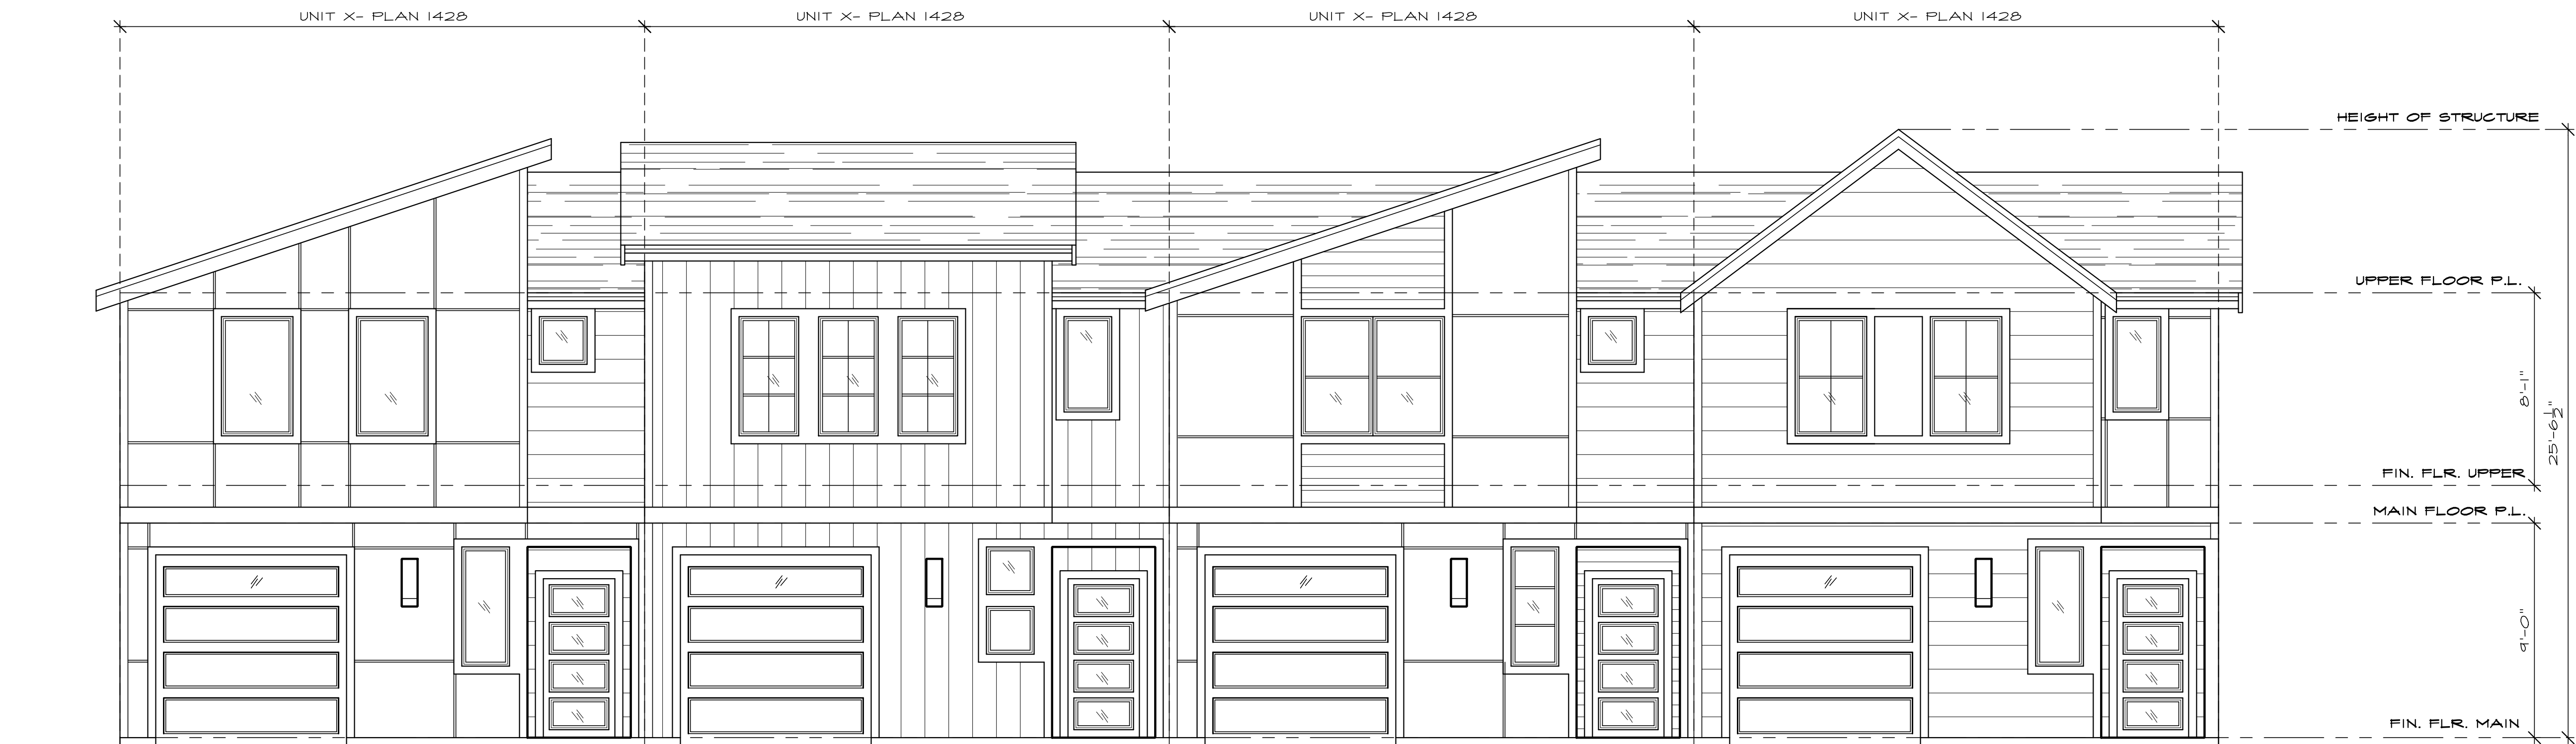 UNIT X- PLAN 1428
UNIT X- PLAN 1428
UNIT X- PLAN 1428
UNIT X- PLAN 1428
HEIGHT OF STRUCTURE
UPPER FLOOR P.L.
8'-1"
25'-6½"
FIN. FLR. UPPER
MAIN FLOOR P.L.
9'-0"
FIN. FLR. MAIN